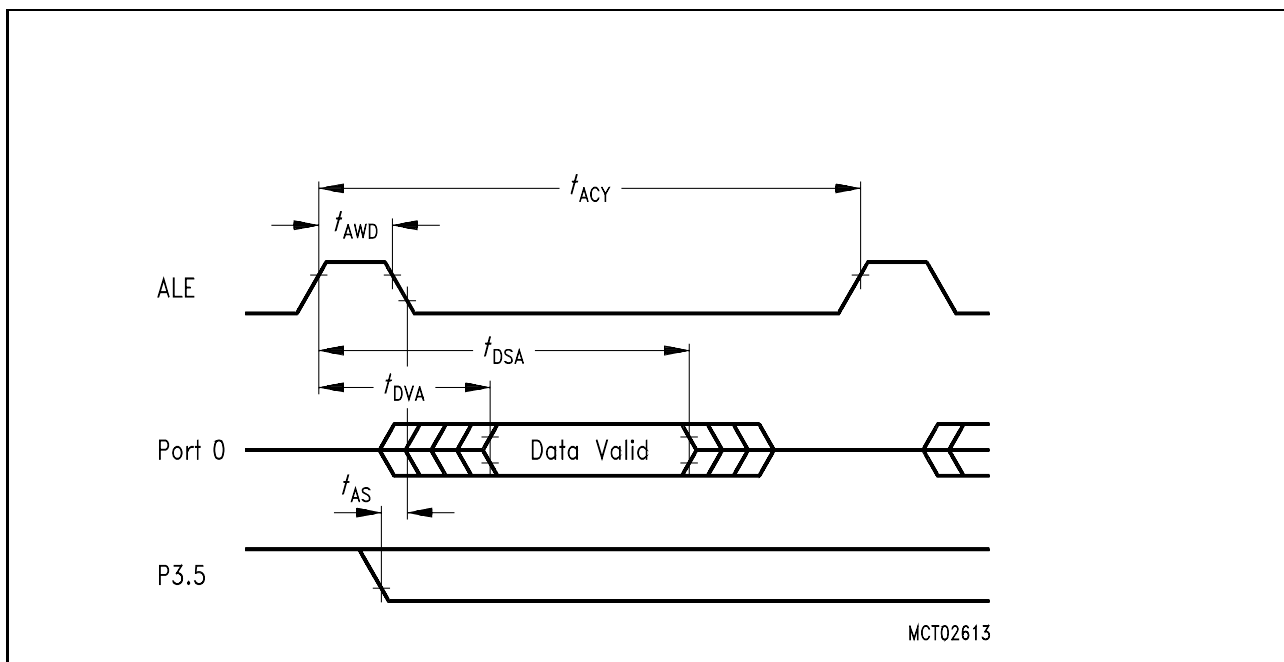 tACY
tAWD
ALE
tDSA
tDVA
Port 0
Data Valid
tAS
P3.5
MCT02613